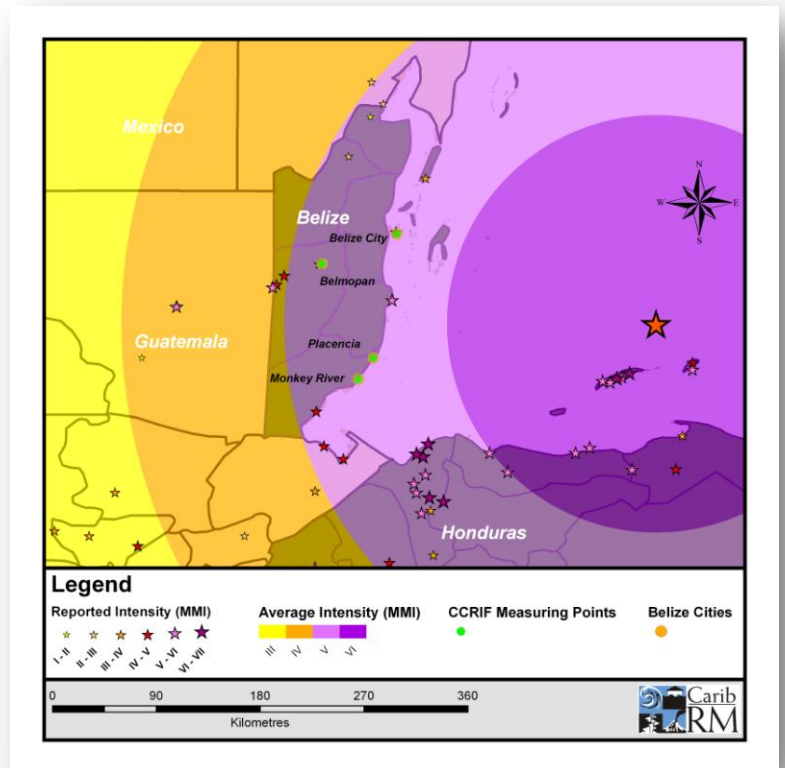 Mexico
N
W E
S
Belize
Belize City
Belmopan
Guatemala
Placencia
Monkey River
Honduras
Legend
Reported Intensity (MMI)
I - II
II - III
III - IV
IV - V
V - VI
VI - VII
Average Intensity (MMI)
III
IV
V
VI
CCRIF Measuring Points
Belize Cities
0 90 180 270 360
Kilometres
Carib
RM